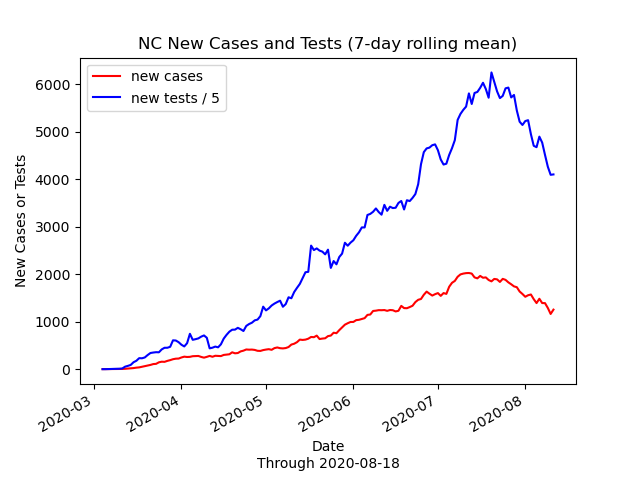 NC New Cases and Tests (7-day rolling mean)
new cases
new tests / 5
6000
5000
4000
3000
2000
1000
0
New Cases or Tests
2020-03
2020-04
2020-05
2020-06
2020-07
2020-08
Date
Through 2020-08-18